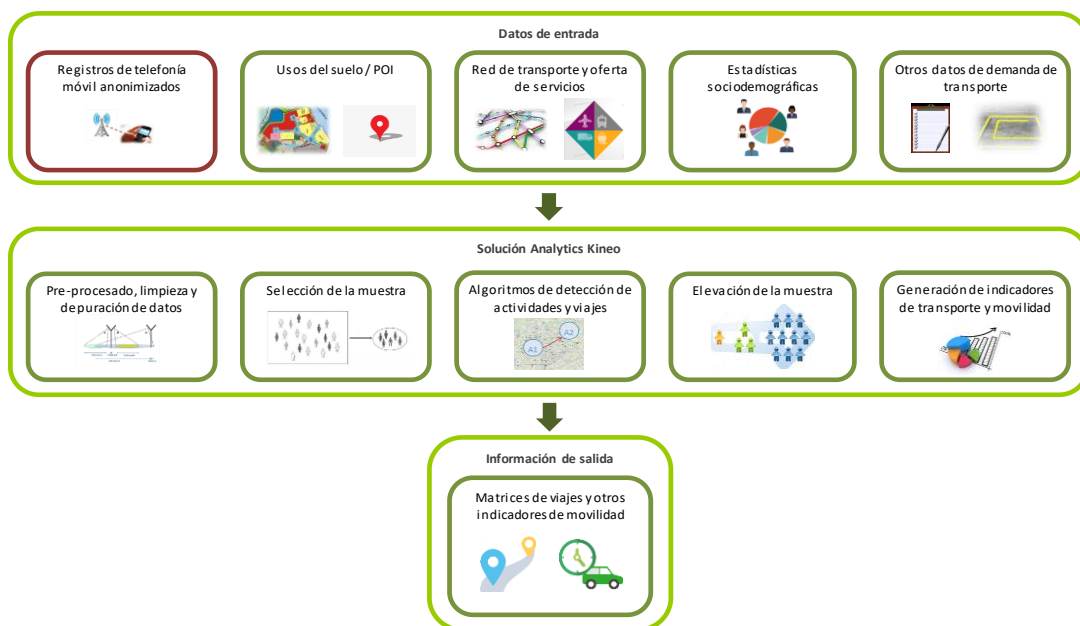 Datos de entrada
Registros de telefonía
móvil anonimizados
Usos del suelo / POI
Red de transporte y oferta
de servicios
Estadísticas
sociodemográficas
Otros datos de demanda de
transporte
Solución Analytics Kineo
Pre-procesado, limpieza y
depuración de datos
Selección de la muestra
Algoritmos de detección de
actividades y viajes
A1
A2
Elevación de la muestra
Generación de indicadores
de transporte y movilidad
Información de salida
Matrices de viajes y otros
indicadores de movilidad